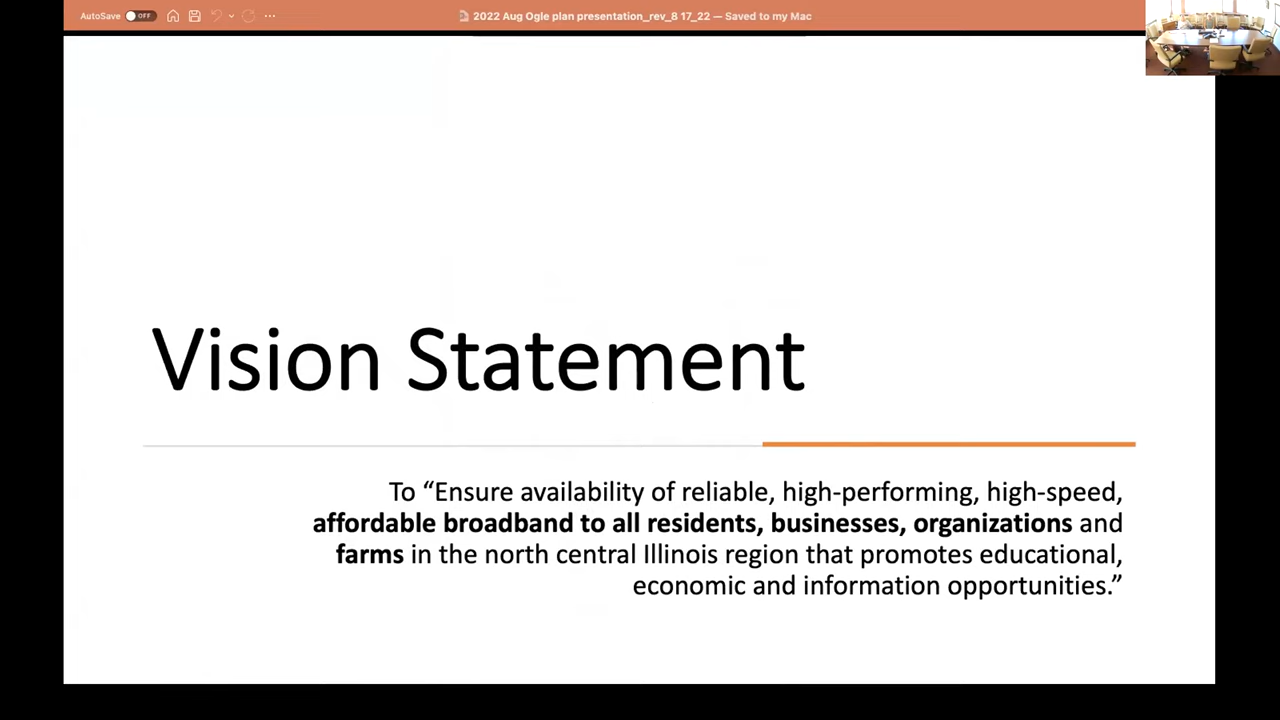 AutoSave OFF
2022 Aug Ogle plan presentation_rev_8 17_22 — Saved to my Mac
Vision Statement
To “Ensure availability of reliable, high-performing, high-speed,
affordable broadband to all residents, businesses, organizations and
farms in the north central Illinois region that promotes educational,
economic and information opportunities.”